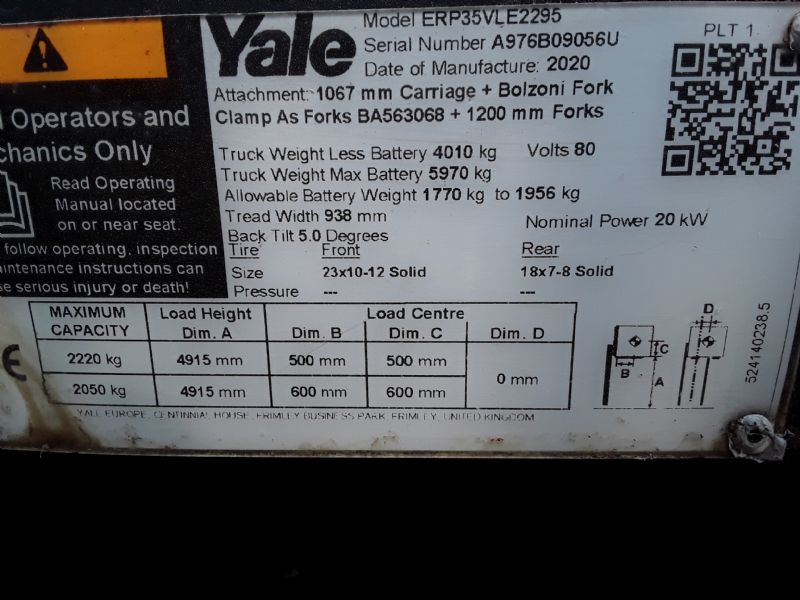 Yale
Model ERP35VLE2295
PLT 1
Serial Number A976B09056U
Date of Manufacture: 2020
Attachment: 1067 mm Carriage + Bolzoni Fork
Clamp As Forks BA563068 + 1200 mm Forks
Operators and
chanics Only
Read Operating
Manual located
on or near seat.
follow operating, inspection
intenance instructions can
se serious injury or death!
Truck Weight Less Battery 4010 kg Volts 80
Truck Weight Max Battery 5970 kg
Allowable Battery Weight 1770 kg to 1956 kg
Tread Width 938 mm Nominal Power 20 kW
Back Tilt 5.0 Degrees
Tire Front Rear
Size 23x10-12 Solid 18x7-8 Solid
Pressure --- ---
MAXIMUM CAPACITY Load Height Dim. A Load Centre
Dim. B Dim. C Dim. D
2220 kg 4915 mm 500 mm 500 mm
0 mm
2050 kg 4915 mm 600 mm 600 mm
D
C
B
A
524140238.5
CE
YALE EUROPE, CENTINNIAL HOUSE, FRIMLEY BUSINESS PARK, FRIMLEY, UNITED KINGDOM